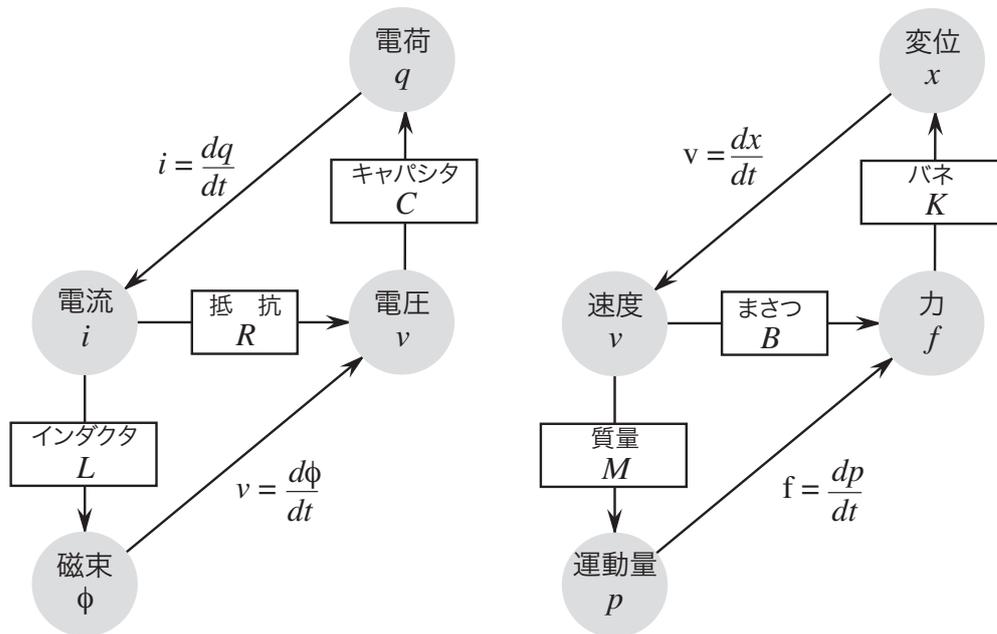 電荷
q
i = dq/dt
キャパシタ
C
電流
i
抵　抗
R
電圧
v
インダクタ
L
v = dϕ/dt
磁束
ϕ
変位
x
v = dx/dt
バネ
K
速度
v
まさつ
B
力
f
質量
M
f = dp/dt
運動量
p